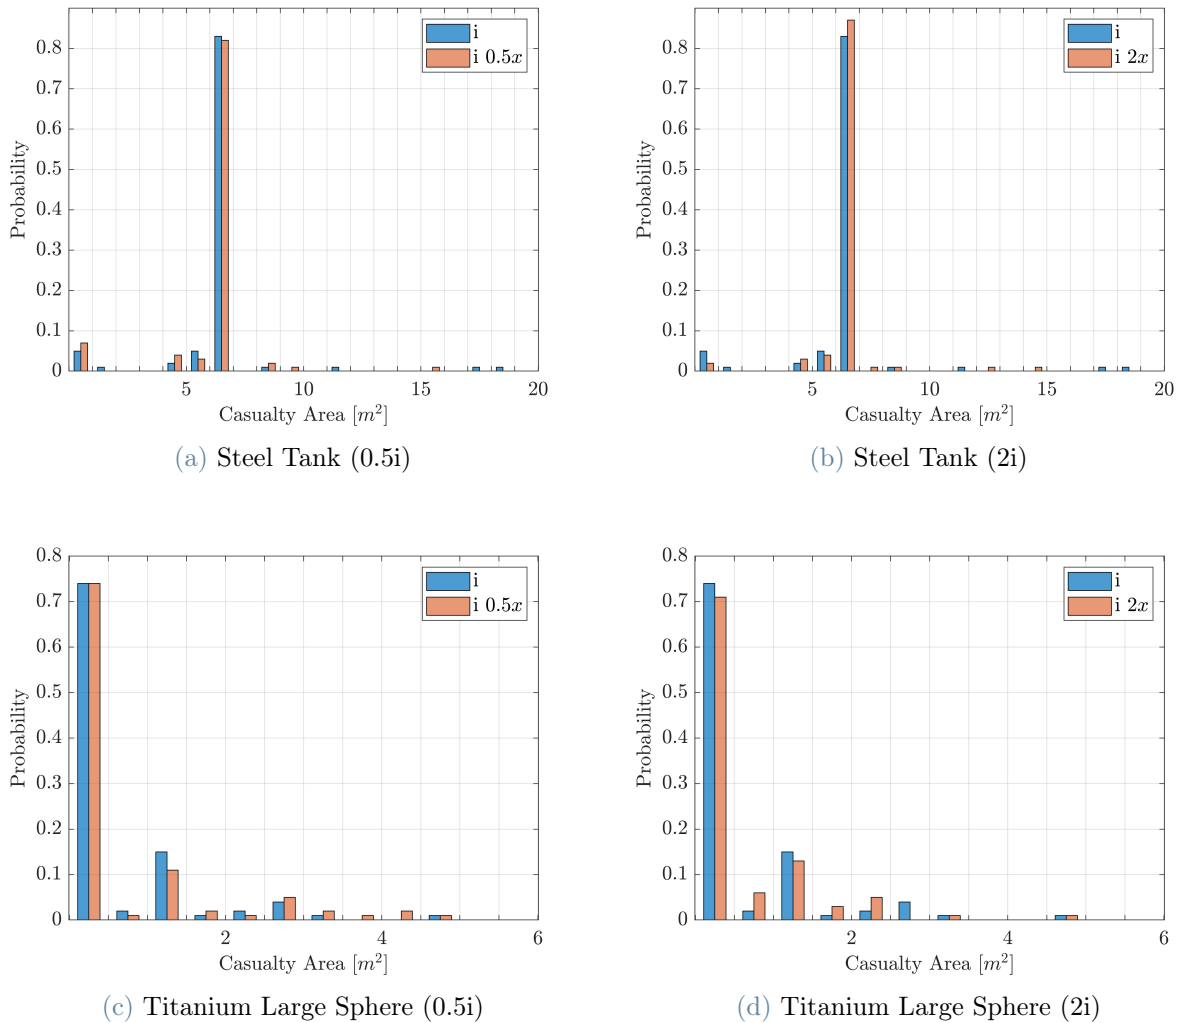 i
i 0.5x
0.8
0.7
0.6
0.5
0.4
0.3
0.2
0.1
0
Probability
5 10 15 20
Casualty Area [m²]
(a) Steel Tank (0.5i)
i
i 2x
0.8
0.7
0.6
0.5
0.4
0.3
0.2
0.1
0
Probability
5 10 15 20
Casualty Area [m²]
(b) Steel Tank (2i)
i
i 0.5x
0.8
0.7
0.6
0.5
0.4
0.3
0.2
0.1
0
Probability
2 4 6
Casualty Area [m²]
(c) Titanium Large Sphere (0.5i)
i
i 2x
0.8
0.7
0.6
0.5
0.4
0.3
0.2
0.1
0
Probability
2 4 6
Casualty Area [m²]
(d) Titanium Large Sphere (2i)